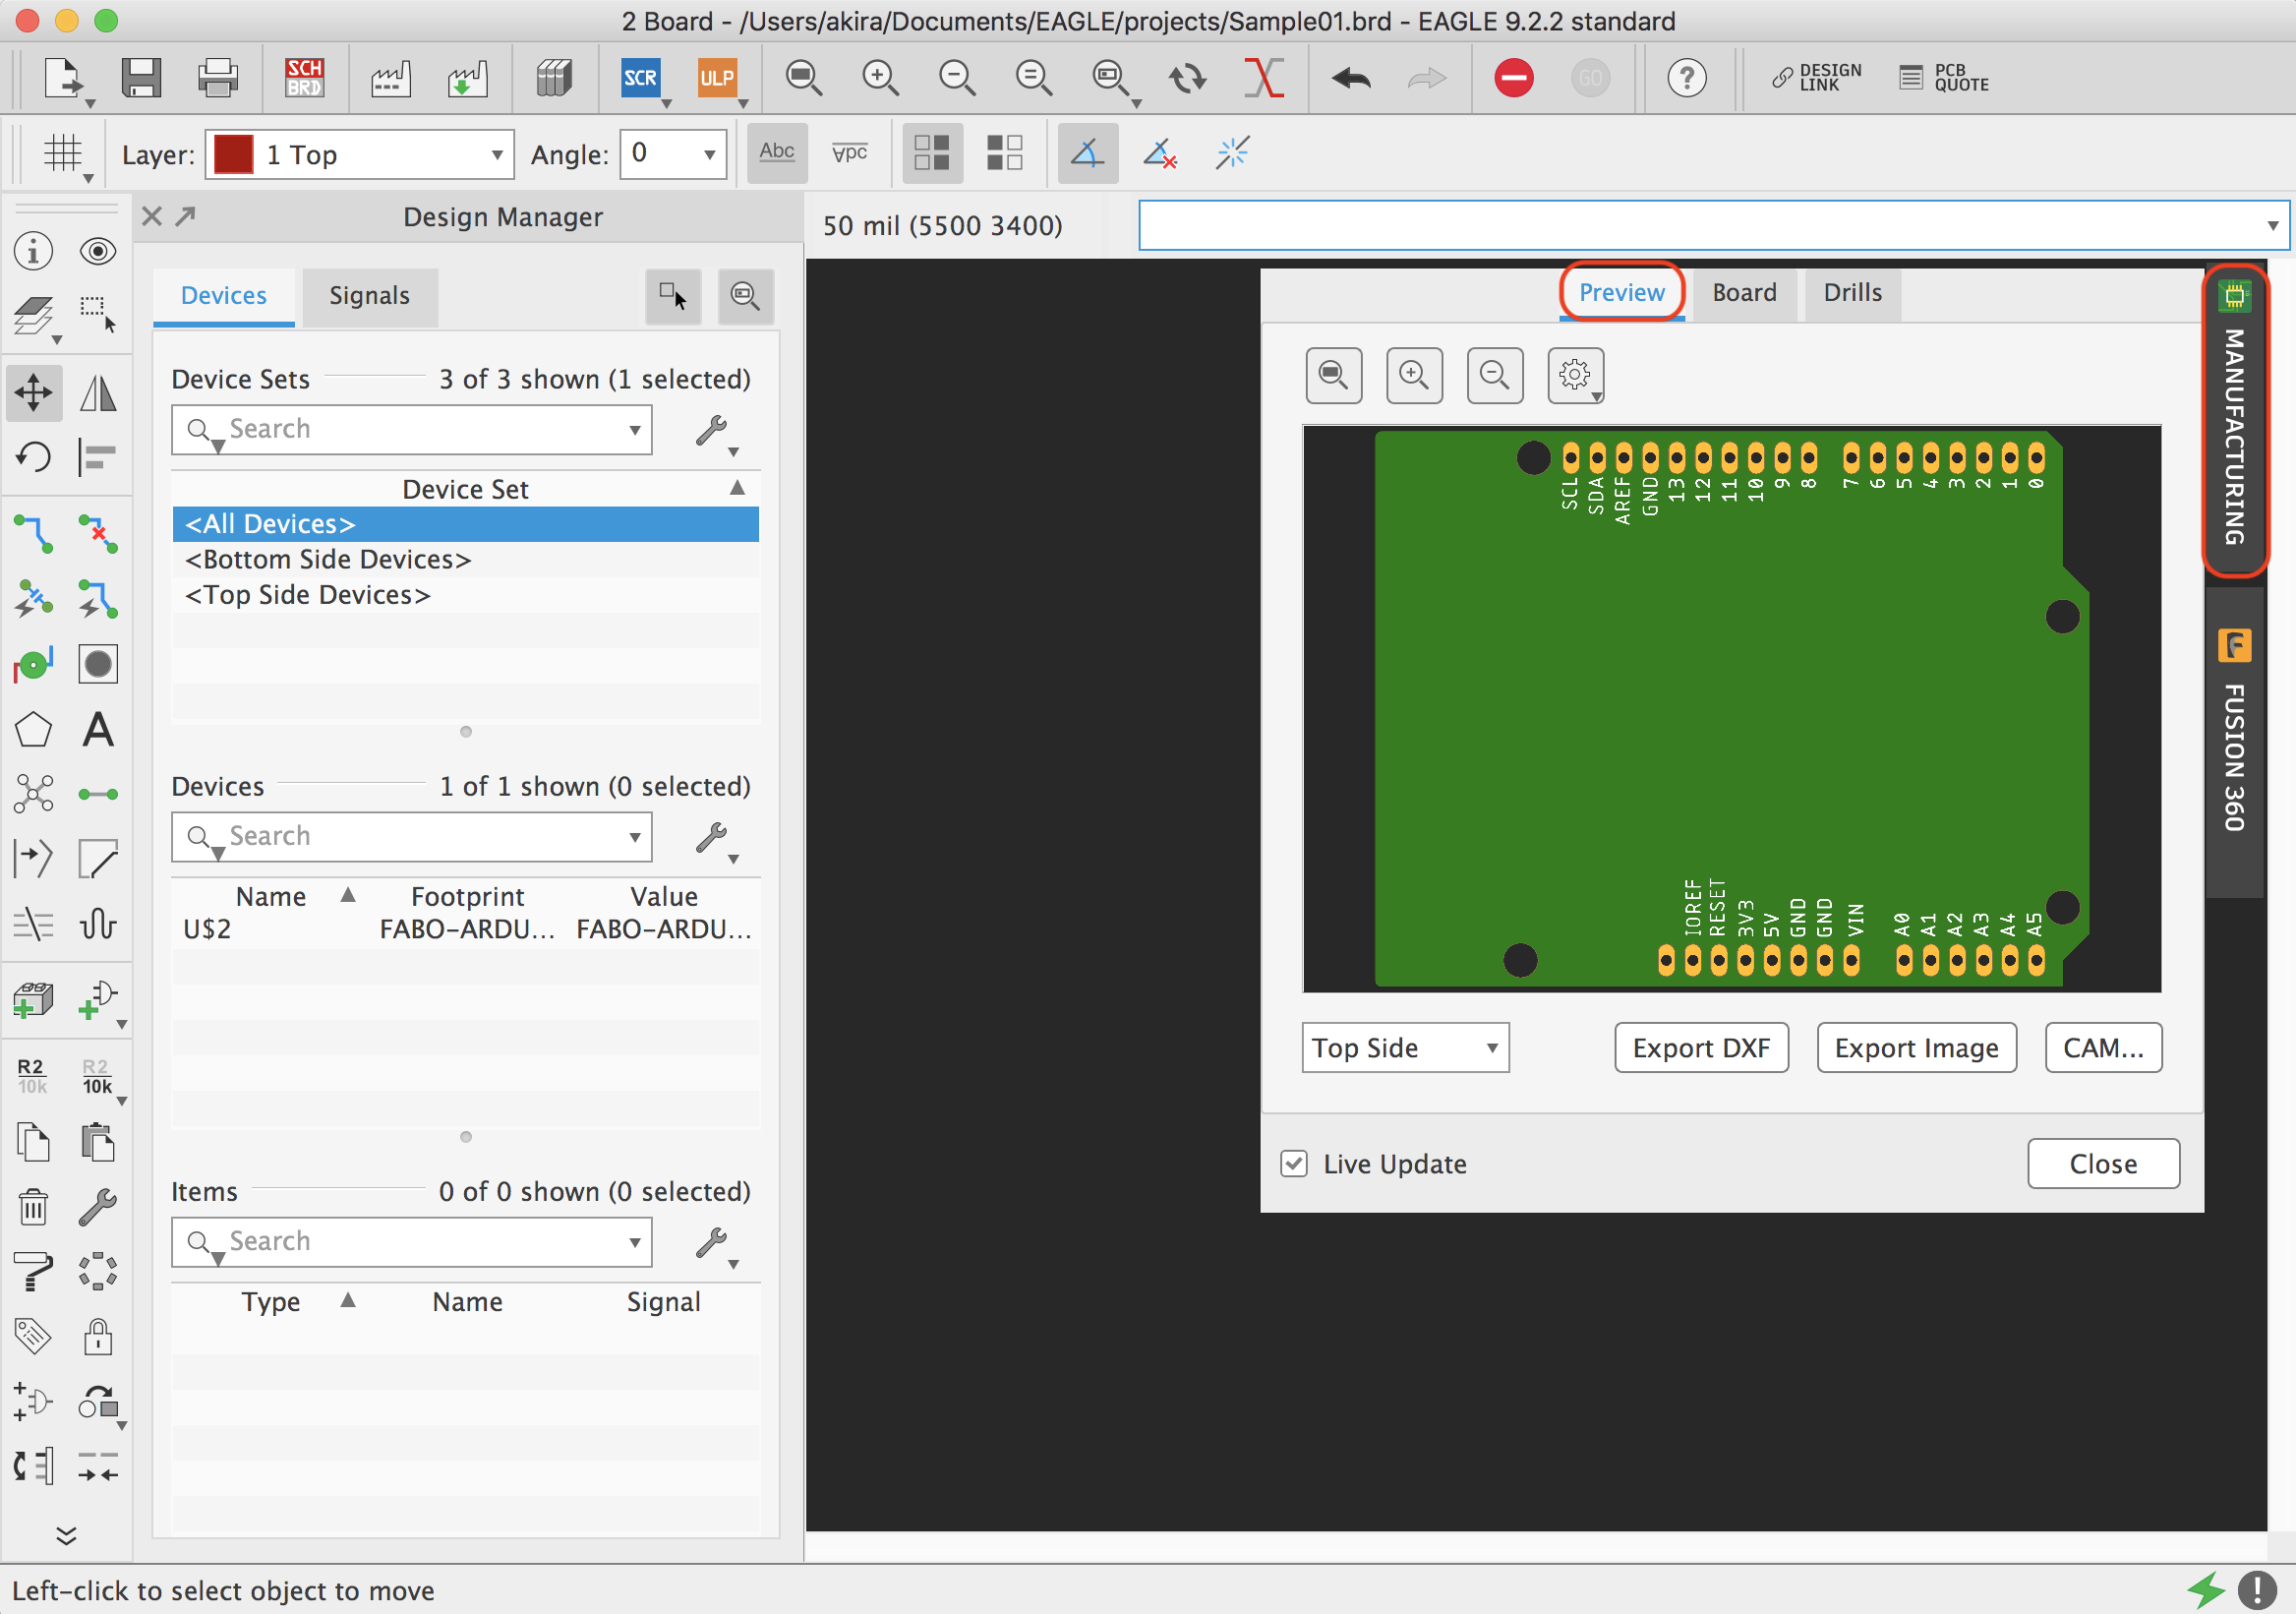 2 Board - /Users/akira/Documents/EAGLE/projects/Sample01.brd - EAGLE 9.2.2 standard
SCH
BRD
SCR
ULP
GO
?
DESIGN
LINK
PCB
QUOTE
Layer:
1 Top
Angle:
0
Abc
Abc
Design Manager
50 mil (5500 3400)
Devices
Signals
Device Sets
3 of 3 shown (1 selected)
Search
Device Set
<All Devices>
<Bottom Side Devices>
<Top Side Devices>
Devices
1 of 1 shown (0 selected)
Search
Name
Footprint
Value
U$2
FABO-ARDU...
FABO-ARDU...
Items
0 of 0 shown (0 selected)
Search
Type
Name
Signal
A
R2
10k
R2
10k
Preview
Board
Drills
SCL
SDA
AREF
GND
13
12
11
10
9
8
7
6
5
4
3
2
1
0
IOREF
RESET
3V3
5V
GND
GND
VIN
A0
A1
A2
A3
A4
A5
Top Side
Export DXF
Export Image
CAM...
Live Update
Close
MANUFACTURING
F
FUSION 360
Left-click to select object to move